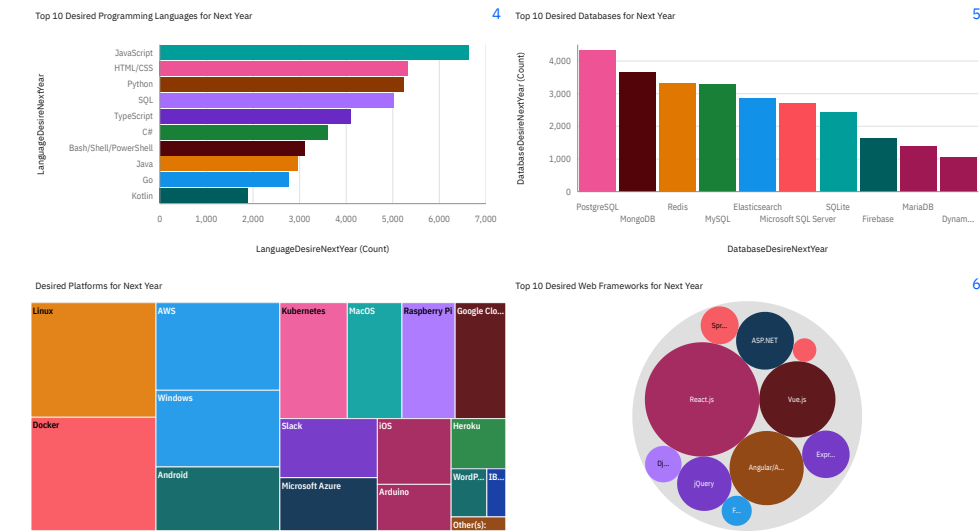 Top 10 Desired Programming Languages for Next Year
4
LanguageDesireNextYear
JavaScript
HTML/CSS
Python
SQL
TypeScript
C#
Bash/Shell/PowerShell
Java
Go
Kotlin
0 1,000 2,000 3,000 4,000 5,000 6,000 7,000
LanguageDesireNextYear (Count)
Top 10 Desired Databases for Next Year
5
DatabaseDesireNextYear (Count)
4,000
3,000
2,000
1,000
0
PostgreSQL Redis Elasticsearch SQLite MariaDB
MongoDB MySQL Microsoft SQL Server Firebase Dynam...
DatabaseDesireNextYear
Desired Platforms for Next Year
Linux AWS Kubernetes MacOS Raspberry Pi Google Clo...
Windows
Docker Slack iOS Heroku
Android WordP... IB...
Microsoft Azure Arduino
Other(s):
Top 10 Desired Web Frameworks for Next Year
6
Spr...
ASP.NET
React.js Vue.js
Expr...
Dj... Angular/A...
jQuery
F...